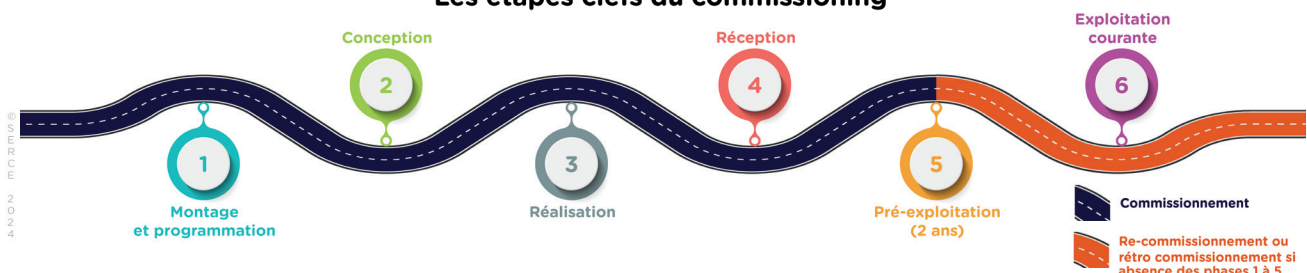 Les étapes clefs du commissioning
Exploitation
courante
Conception
Réception
2
4
6
1
3
5
Montage
et programmation
Réalisation
Pré-exploitation
(2 ans)
Commissionnement
Re-commissionnement ou
rétro commissionnement si
absence des phases 1 à 5
© SERCE 2024